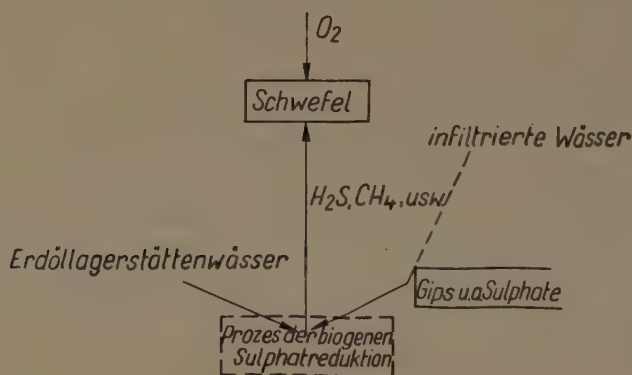 O2
Schwefel
infiltrierte Wässer
H2S, CH4, usw
Erdöllagerstättenwässer
Gips u.a Sulphate
Prozes der biogenen
Sulphatreduktion